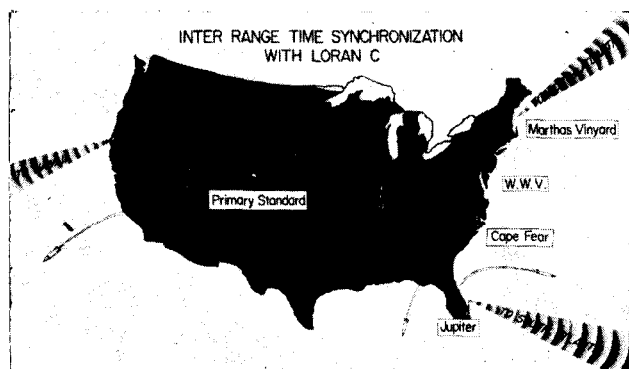 INTER RANGE TIME SYNCHRONIZATION
WITH LORAN C
Marthas Vinyard
W.W.V.
Primary Standard
Cape Fear
Jupiter